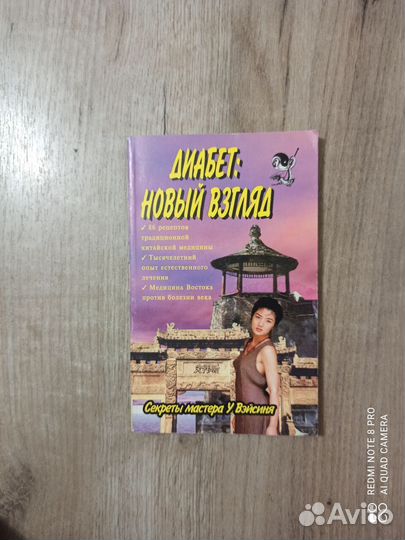 ДИАБЕТ:
НОВЫЙ ВЗГЛЯД
✓ 86 рецептов
традиционной
китайской медицины
✓ Тысячелетний
опыт естественного
лечения
✓ Медицина Востока
против болезни века
Секреты мастера У Вэйсиня
REDMI NOTE 8 PRO
AI QUAD CAMERA
Avito